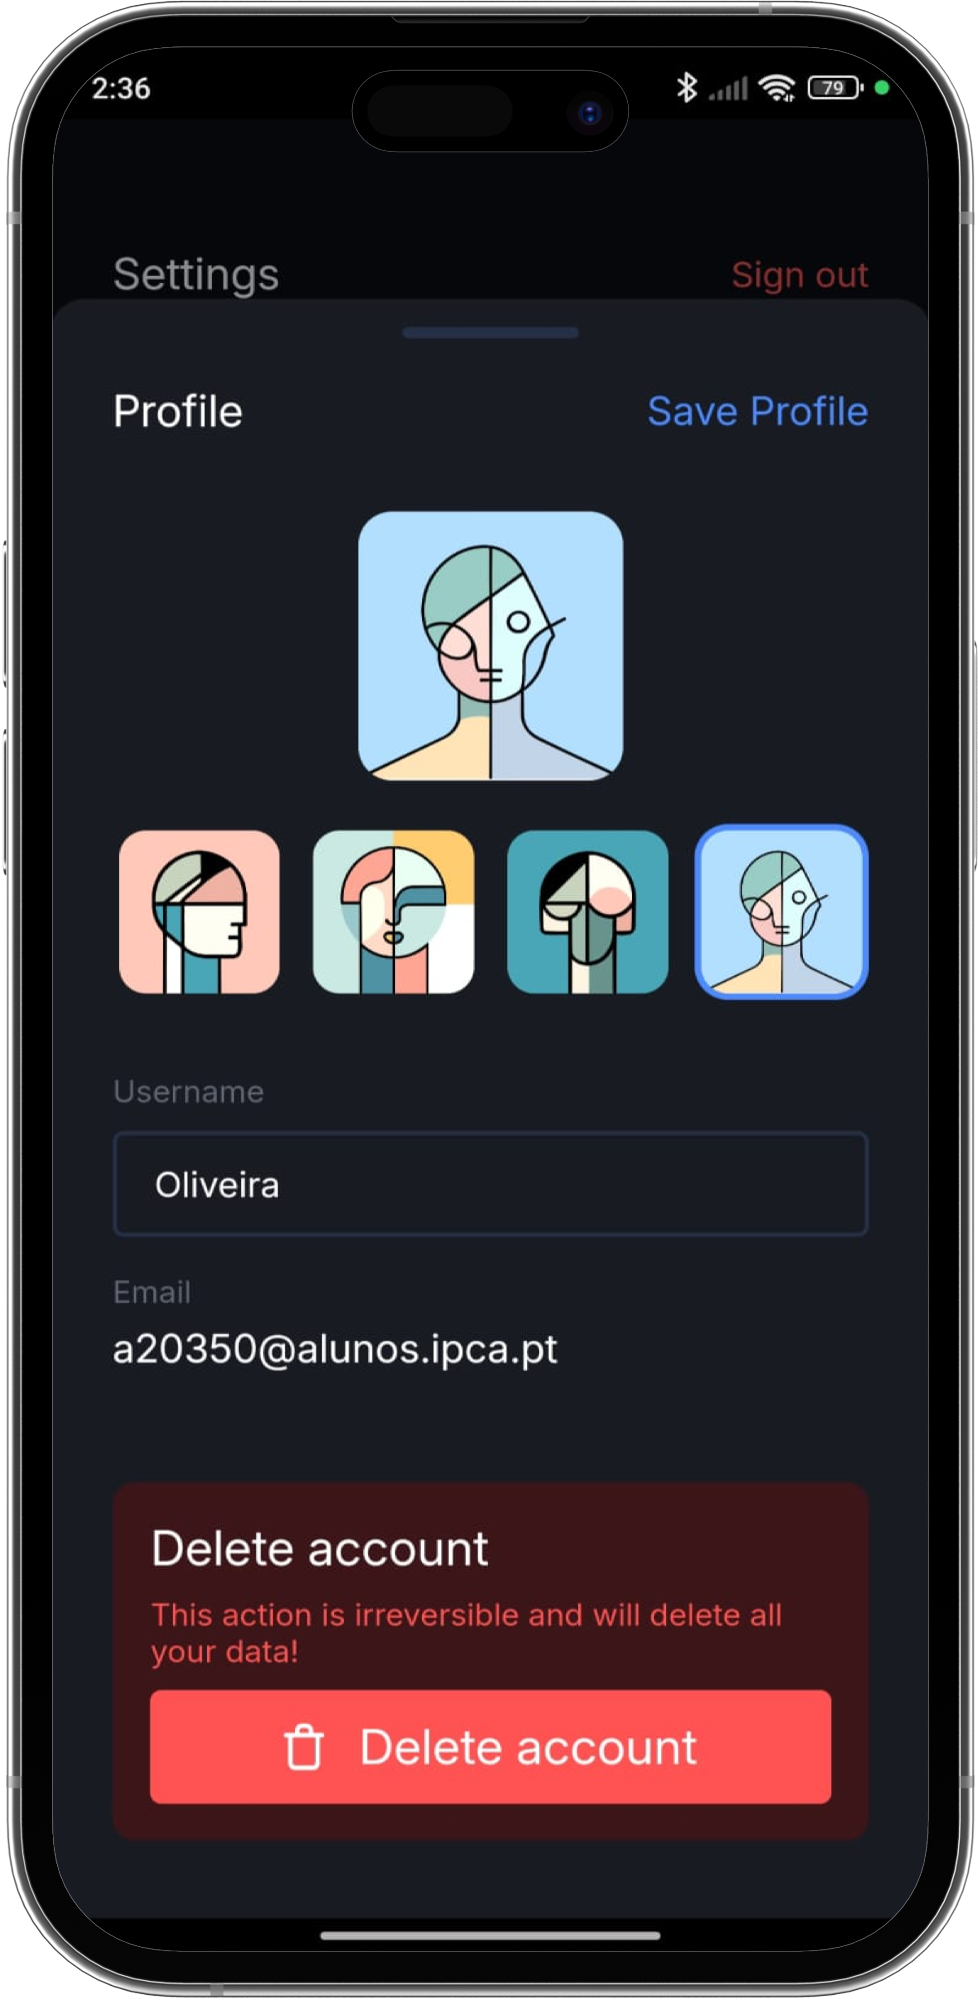 2:36
79
Settings
Sign out
Profile
Save Profile
Username
Oliveira
Email
a20350@alunos.ipca.pt
Delete account
This action is irreversible and will delete all
your data!
Delete account